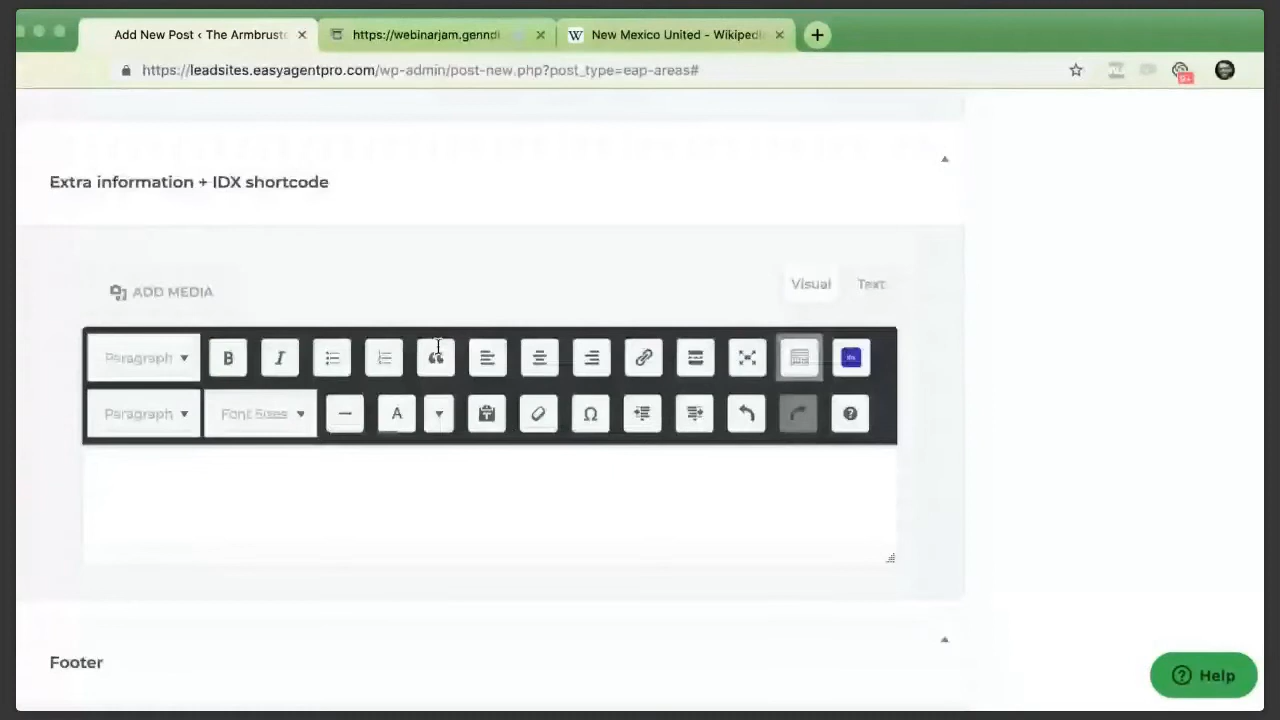 Add New Post ‹ The Armbrust
https://webinarjam.genndi
New Mexico United - Wikipedi
https://leadsites.easyagentpro.com/wp-admin/post-new.php?post_type=eap-areas#
9+
Extra information + IDX shortcode
ADD MEDIA
Visual
Text
Paragraph
B
I
Paragraph
Font Sizes
A
Ω
Footer
Help